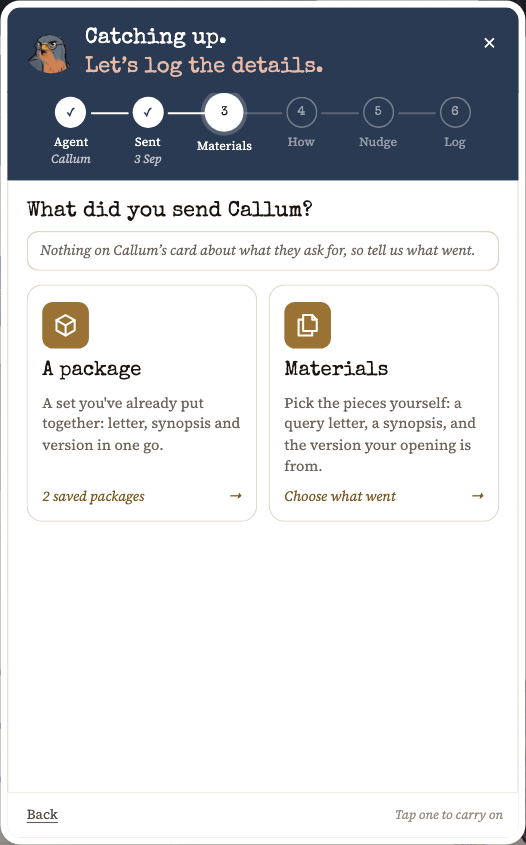 Catching up.
Let's log the details.
✓ ✓ 3 4 5 6
Agent Sent Materials How Nudge Log
Callum 3 Sep
What did you send Callum?
Nothing on Callum's card about what they ask for, so tell us what went.
A package
A set you've already put
together: letter, synopsis and
version in one go.
2 saved packages →
Materials
Pick the pieces yourself: a
query letter, a synopsis, and
the version your opening is
from.
Choose what went →
Back
Tap one to carry on